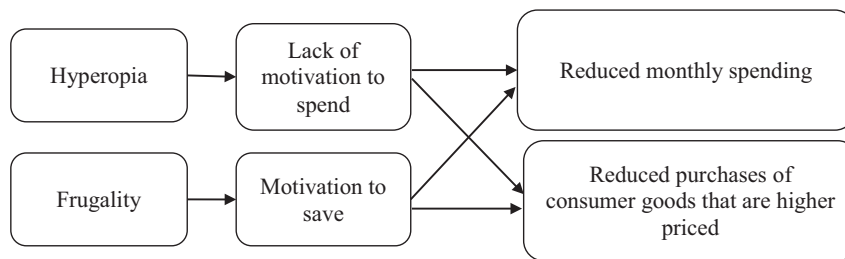 Hyperopia
Lack of
motivation to
spend
Reduced monthly spending
Frugality
Motivation to
save
Reduced purchases of
consumer goods that are higher
priced